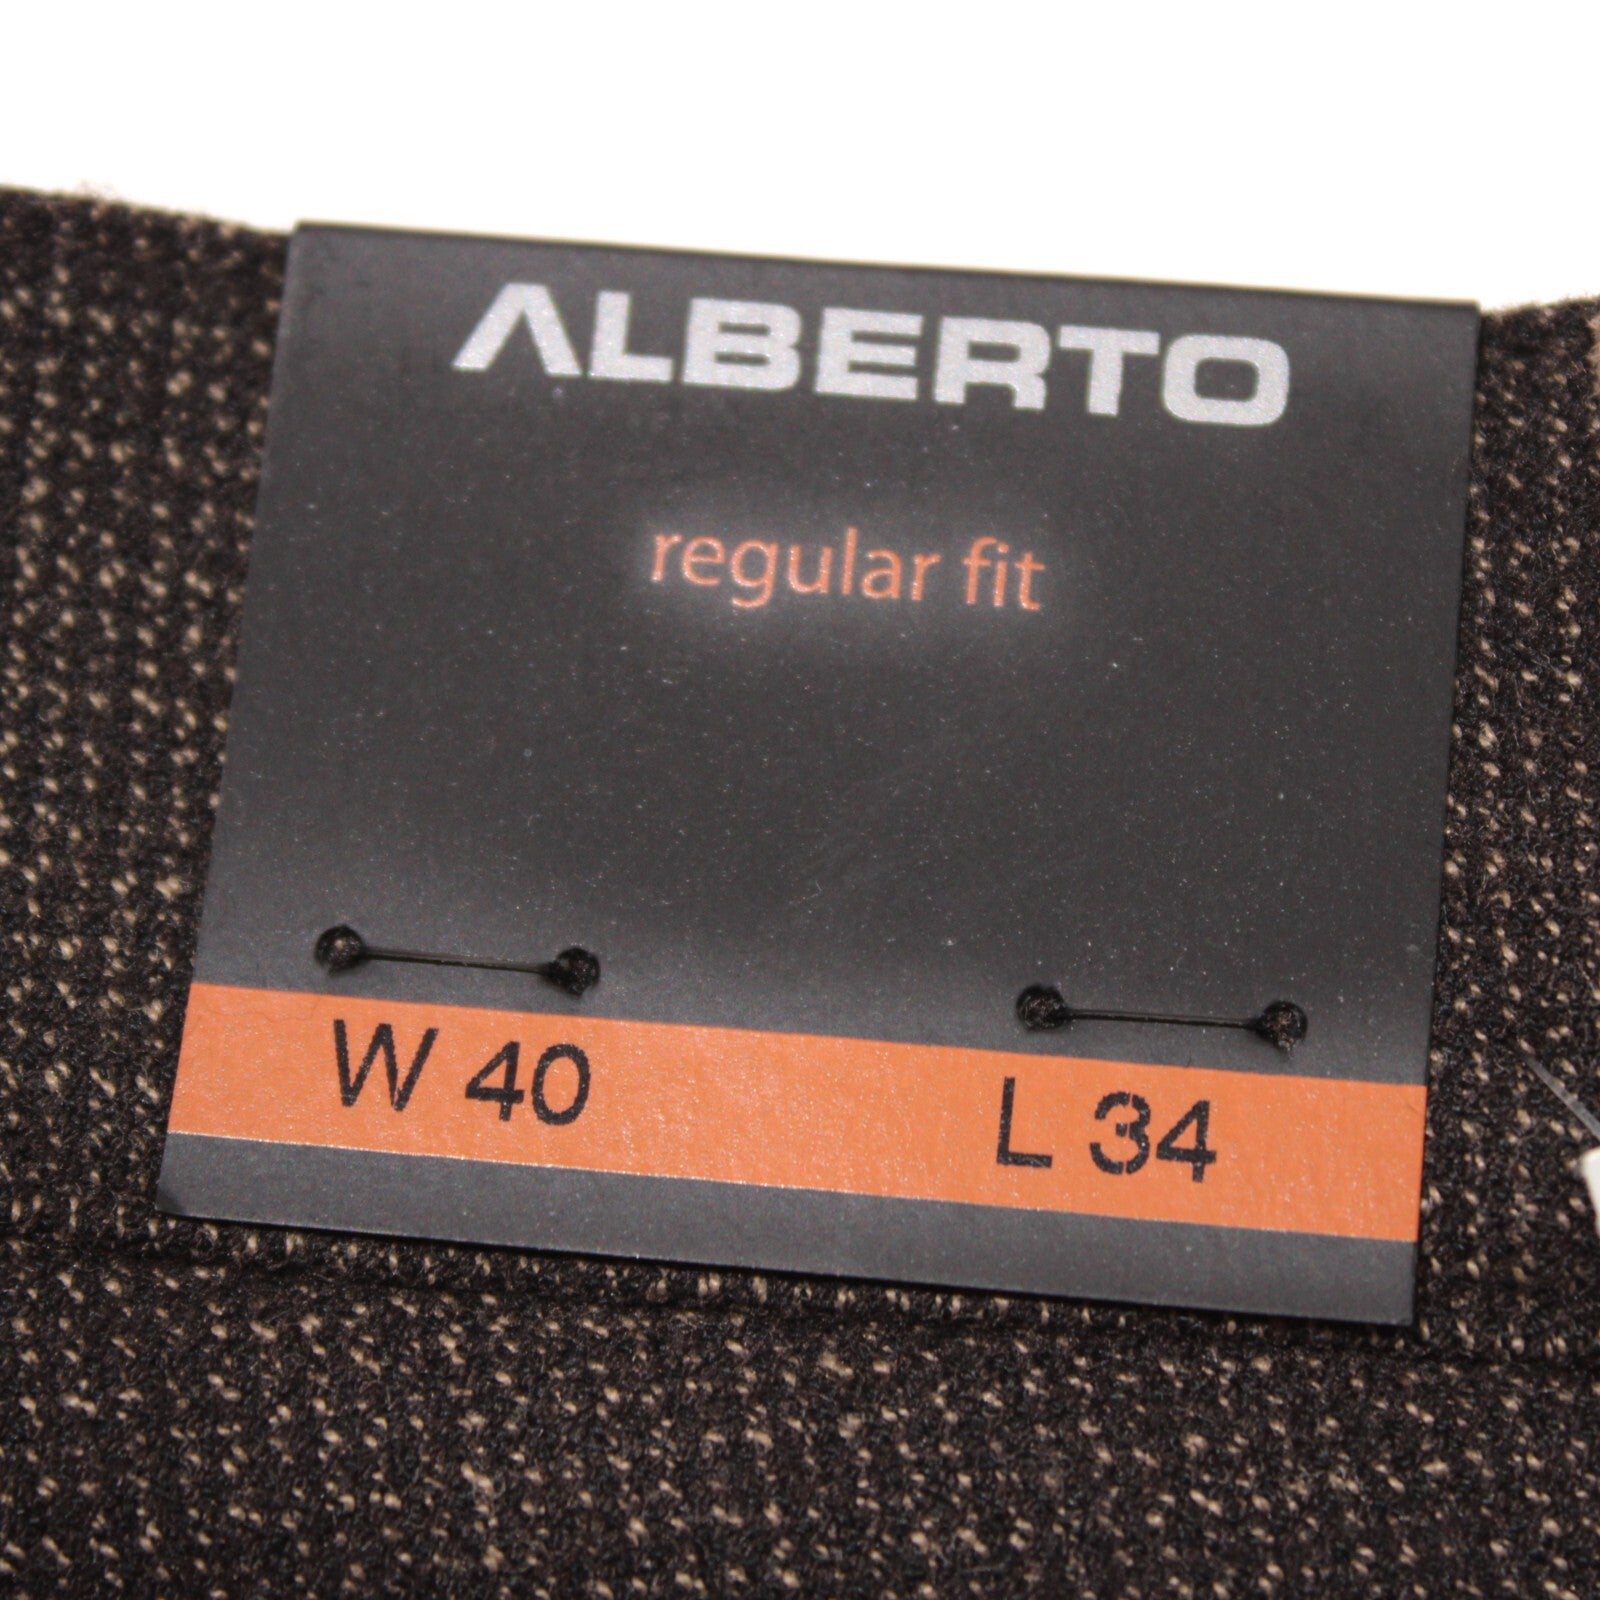 ALBERTO
regular fit
W 40 L 34